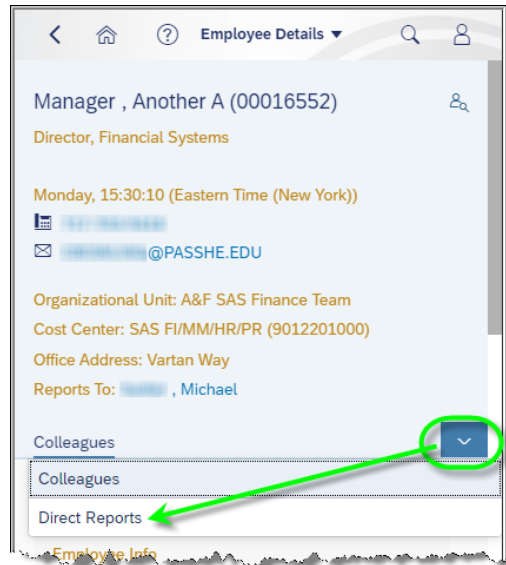 Employee Details
Manager , Another A (00016552)
Director, Financial Systems
Monday, 15:30:10 (Eastern Time (New York))
@PASSHE.EDU
Organizational Unit: A&F SAS Finance Team
Cost Center: SAS FI/MM/HR/PR (9012201000)
Office Address: Vartan Way
Reports To: , Michael
Colleagues
Colleagues
Direct Reports
Employee Info